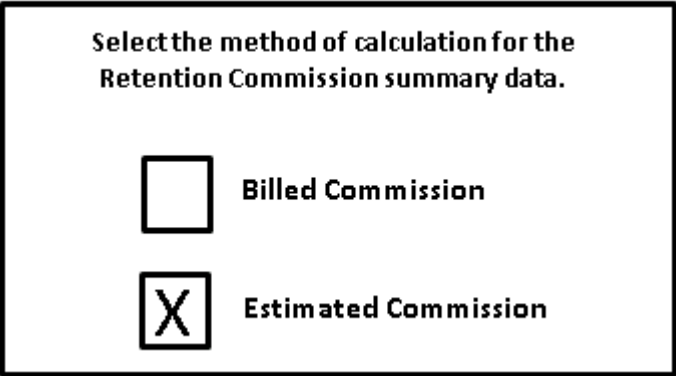 Select the method of calculation for the
Retention Commission summary data.
Billed Commission
X Estimated Commission